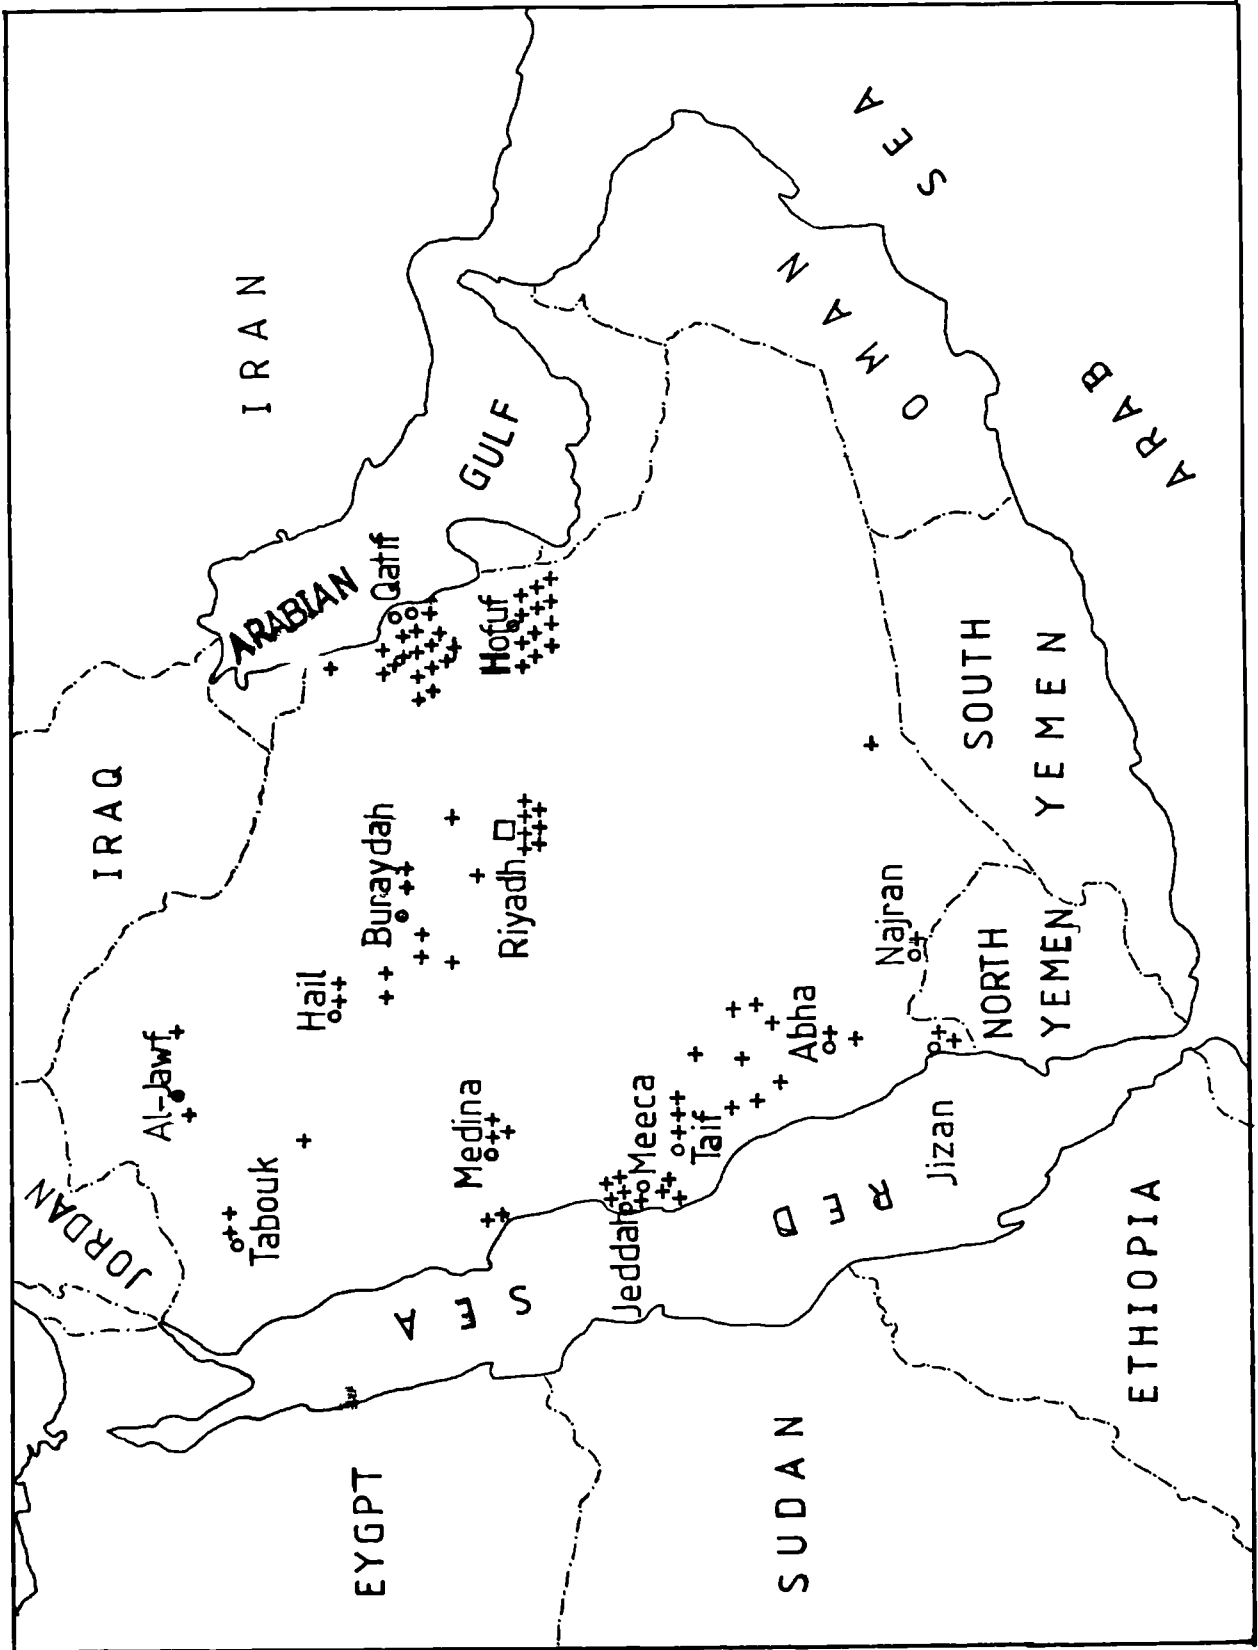 IRAN
IRAQ
JORDAN
ARABIAN
GULF
Qatif
Hofuf
Al-Jawf
Tabouk
Hail
Buraydah
Riyadh
Medina
Jeddah
Meeca
Taif
Abha
Najran
Jizan
OMAN
ARAB
SEA
SOUTH
YEMEN
NORTH
YEMEN
RED
SEA
EYGPT
SUDAN
ETHIOPIA